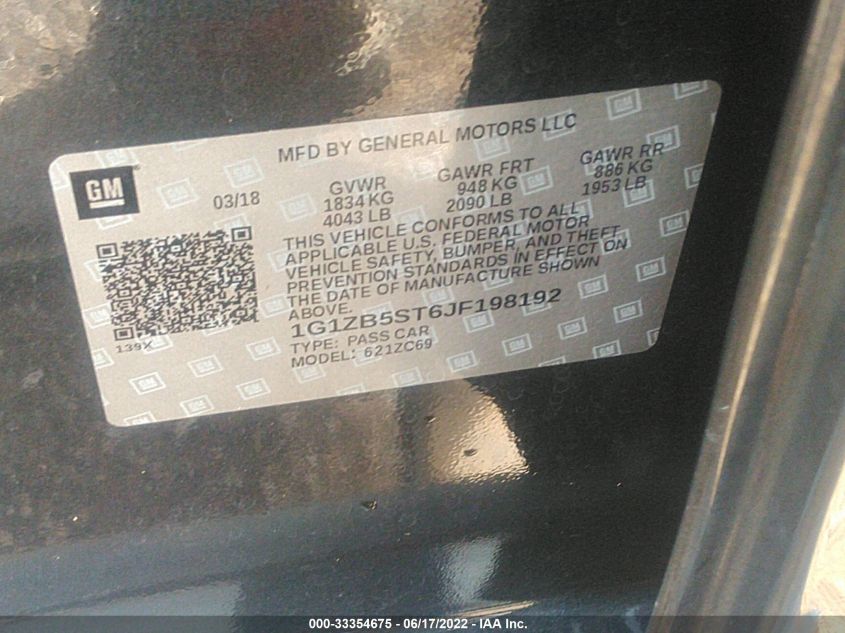 MFD BY GENERAL MOTORS LLC
GM
03/18
GVWR
1834 KG
4043 LB
GAWR FRT
948 KG
2090 LB
GAWR RR
886 KG
1953 LB
THIS VEHICLE CONFORMS TO ALL
APPLICABLE U.S. FEDERAL MOTOR
VEHICLE SAFETY, BUMPER, AND THEFT
PREVENTION STANDARDS IN EFFECT ON
THE DATE OF MANUFACTURE SHOWN
ABOVE.
1G1ZB5ST6JF198192
TYPE: PASS CAR
MODEL: 621ZC69
139X
000-33354675 - 06/17/2022 - IAA Inc.